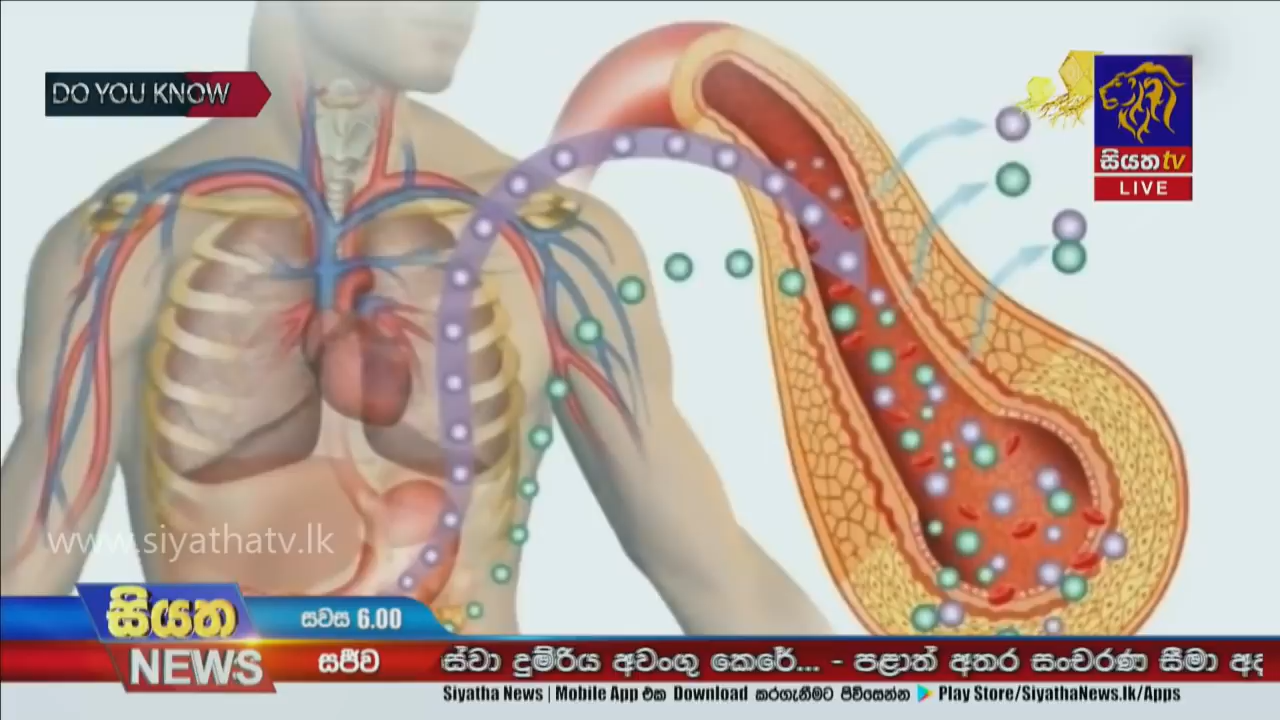 DO YOU KNOW
සියත tv
LIVE
www.siyathatv.lk
සියත
NEWS
සවස 6.00
සජීව
ස්වා දුම්රිය අවංගු කෙරේ... - පළාත් අතර සංචරණ සීමා අද
Siyatha News | Mobile App එක Download කරගැනීමට පිවිසෙන්න Play Store/SiyathaNews.lk/Apps